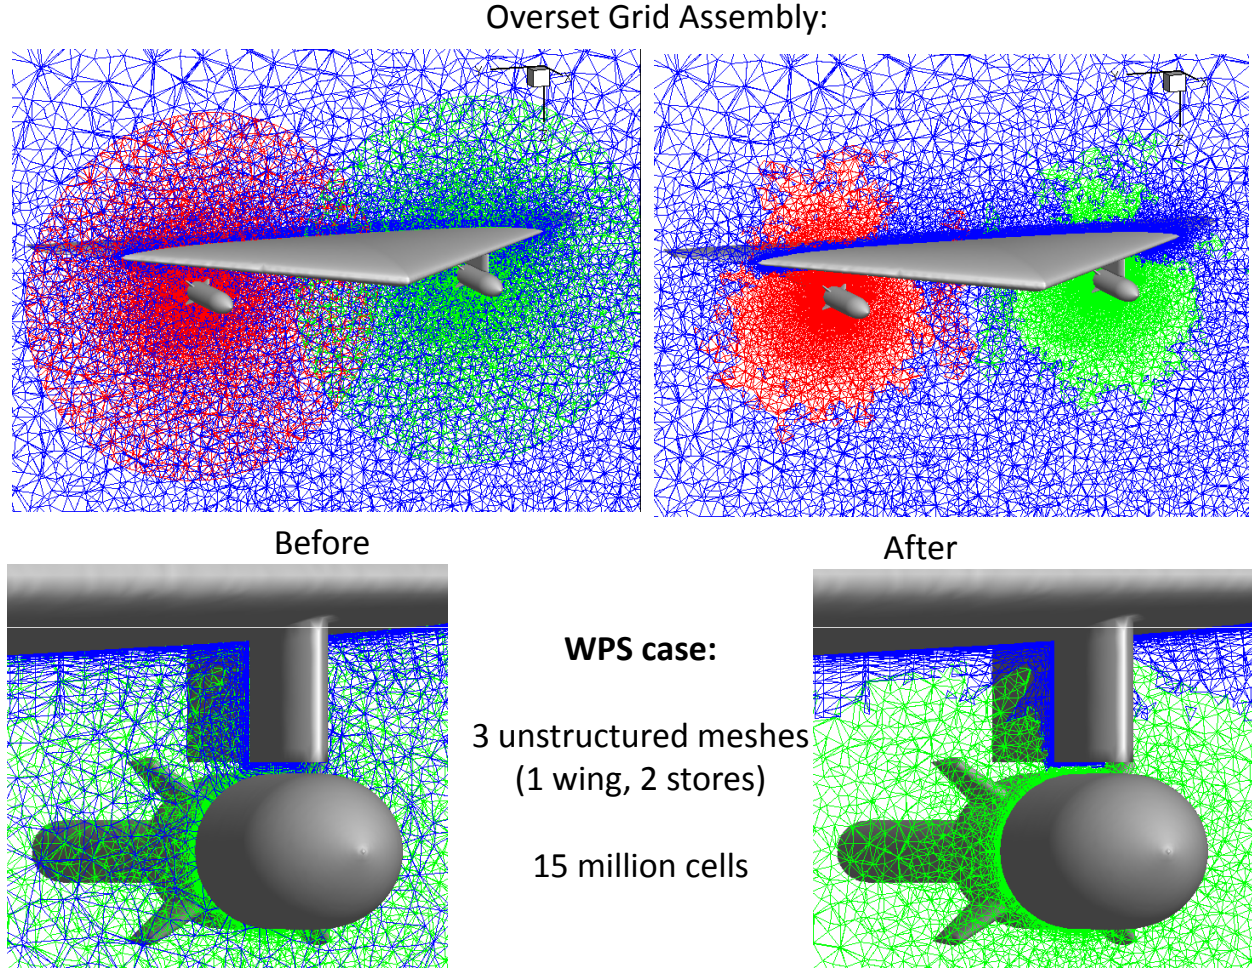 Overset Grid Assembly:
Before
After
WPS case:
3 unstructured meshes
(1 wing, 2 stores)
15 million cells